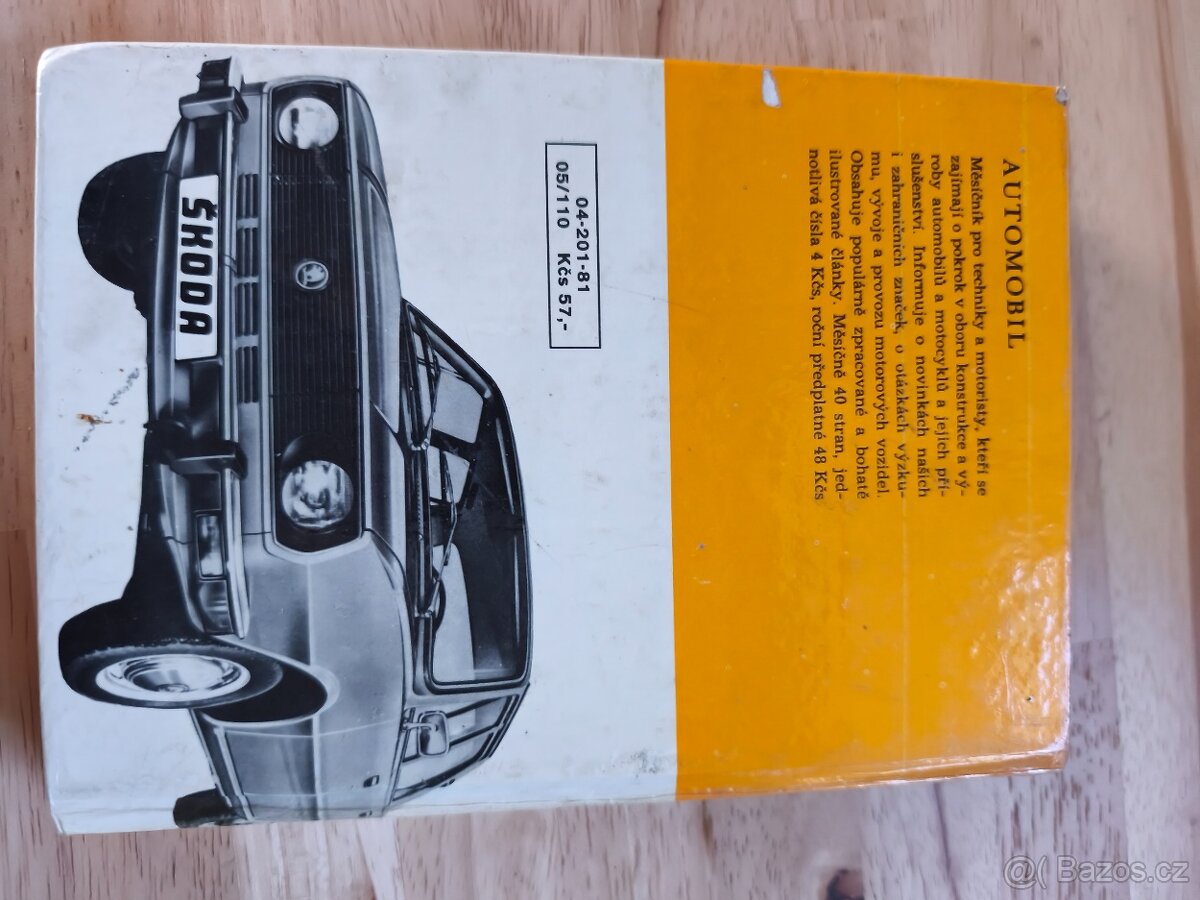 AUTOMOBIL
Měsíčník pro techniky a motoristy, kteří se
zajímají o pokrok v oboru konstrukce a vý-
roby automobilů a motocyklů a jejich pří-
slušenství. Informuje o novinkách našich
i zahraničních značek, o otázkách výzku-
mu, vývoje a provozu motorových vozidel.
Obsahuje populárně zpracované a bohatě
ilustrované články. Měsíčně 40 stran, jed-
notlivá čísla 4 Kčs, roční předplatné 48 Kčs
04-201-81
05/110 Kčs 57,-
ŠKODA
Bazos.cz